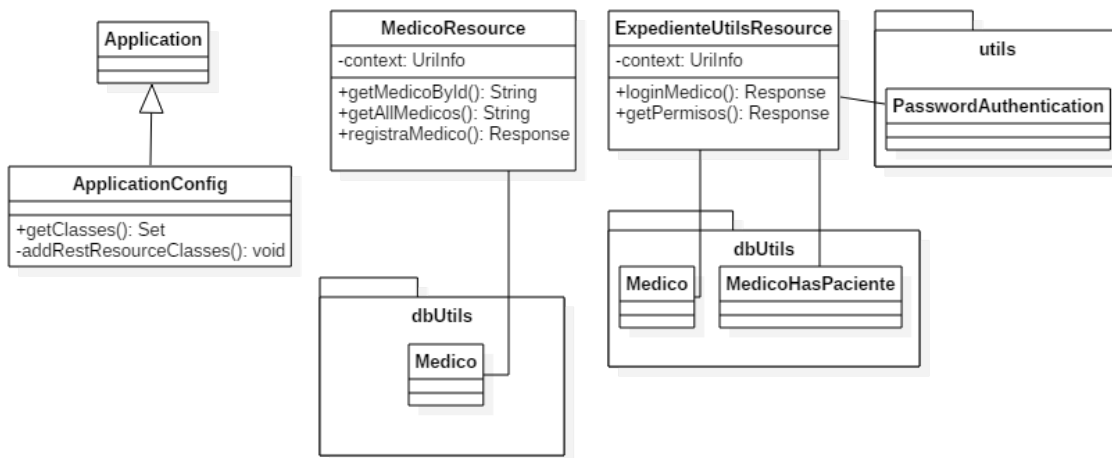 Application
ApplicationConfig
+getClasses(): Set
-addRestResourceClasses(): void
MedicoResource
-context: UriInfo
+getMedicoById(): String
+getAllMedicos(): String
+registraMedico(): Response
dbUtils
Medico
ExpedienteUtilsResource
-context: UriInfo
+loginMedico(): Response
+getPermisos(): Response
utils
PasswordAuthentication
dbUtils
Medico
MedicoHasPaciente